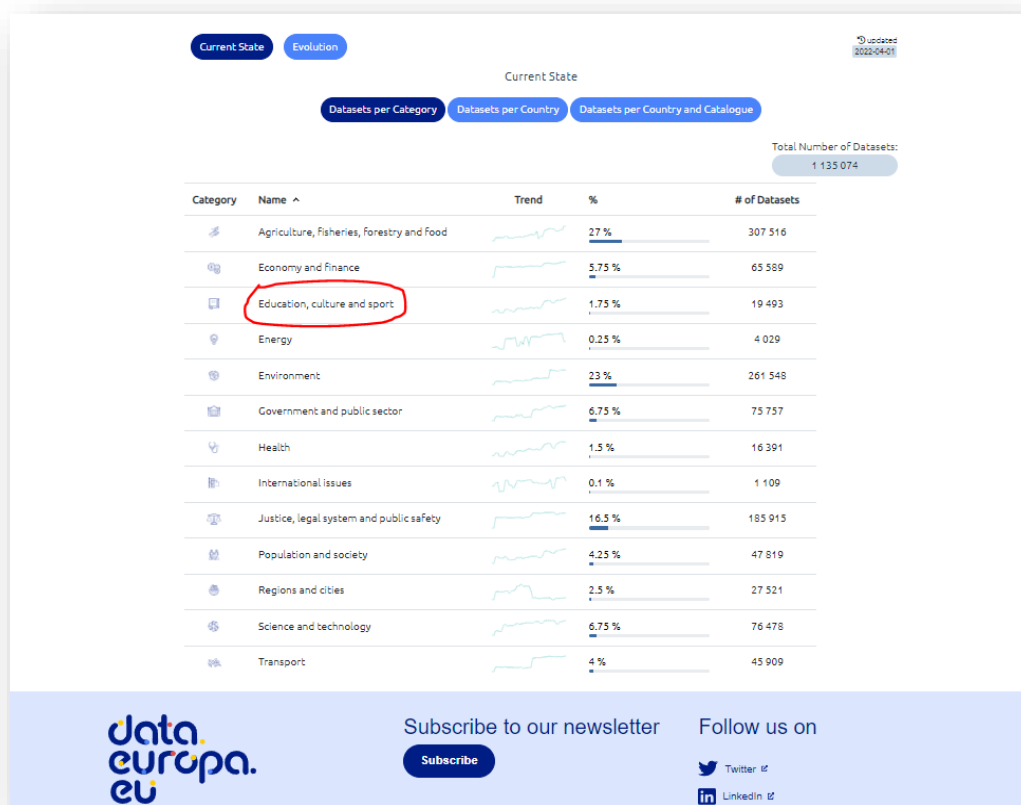 Current State Evolution updated
2022-04-01
Current State
Datasets per Category Datasets per Country Datasets per Country and Catalogue
Total Number of Datasets:
1 135 074
Category Name Trend % # of Datasets
Agriculture, fisheries, forestry and food 27 % 307 516
Economy and finance 5.75 % 65 589
Education, culture and sport 1.75 % 19 493
Energy 0.25 % 4 029
Environment 23 % 261 548
Government and public sector 6.75 % 75 757
Health 1.5 % 16 391
International issues 0.1 % 1 109
Justice, legal system and public safety 16.5 % 185 915
Population and society 4.25 % 47 819
Regions and cities 2.5 % 27 521
Science and technology 6.75 % 76 478
Transport 4 % 45 909
data.
europa.
eu
Subscribe to our newsletter
Subscribe
Follow us on
Twitter
LinkedIn